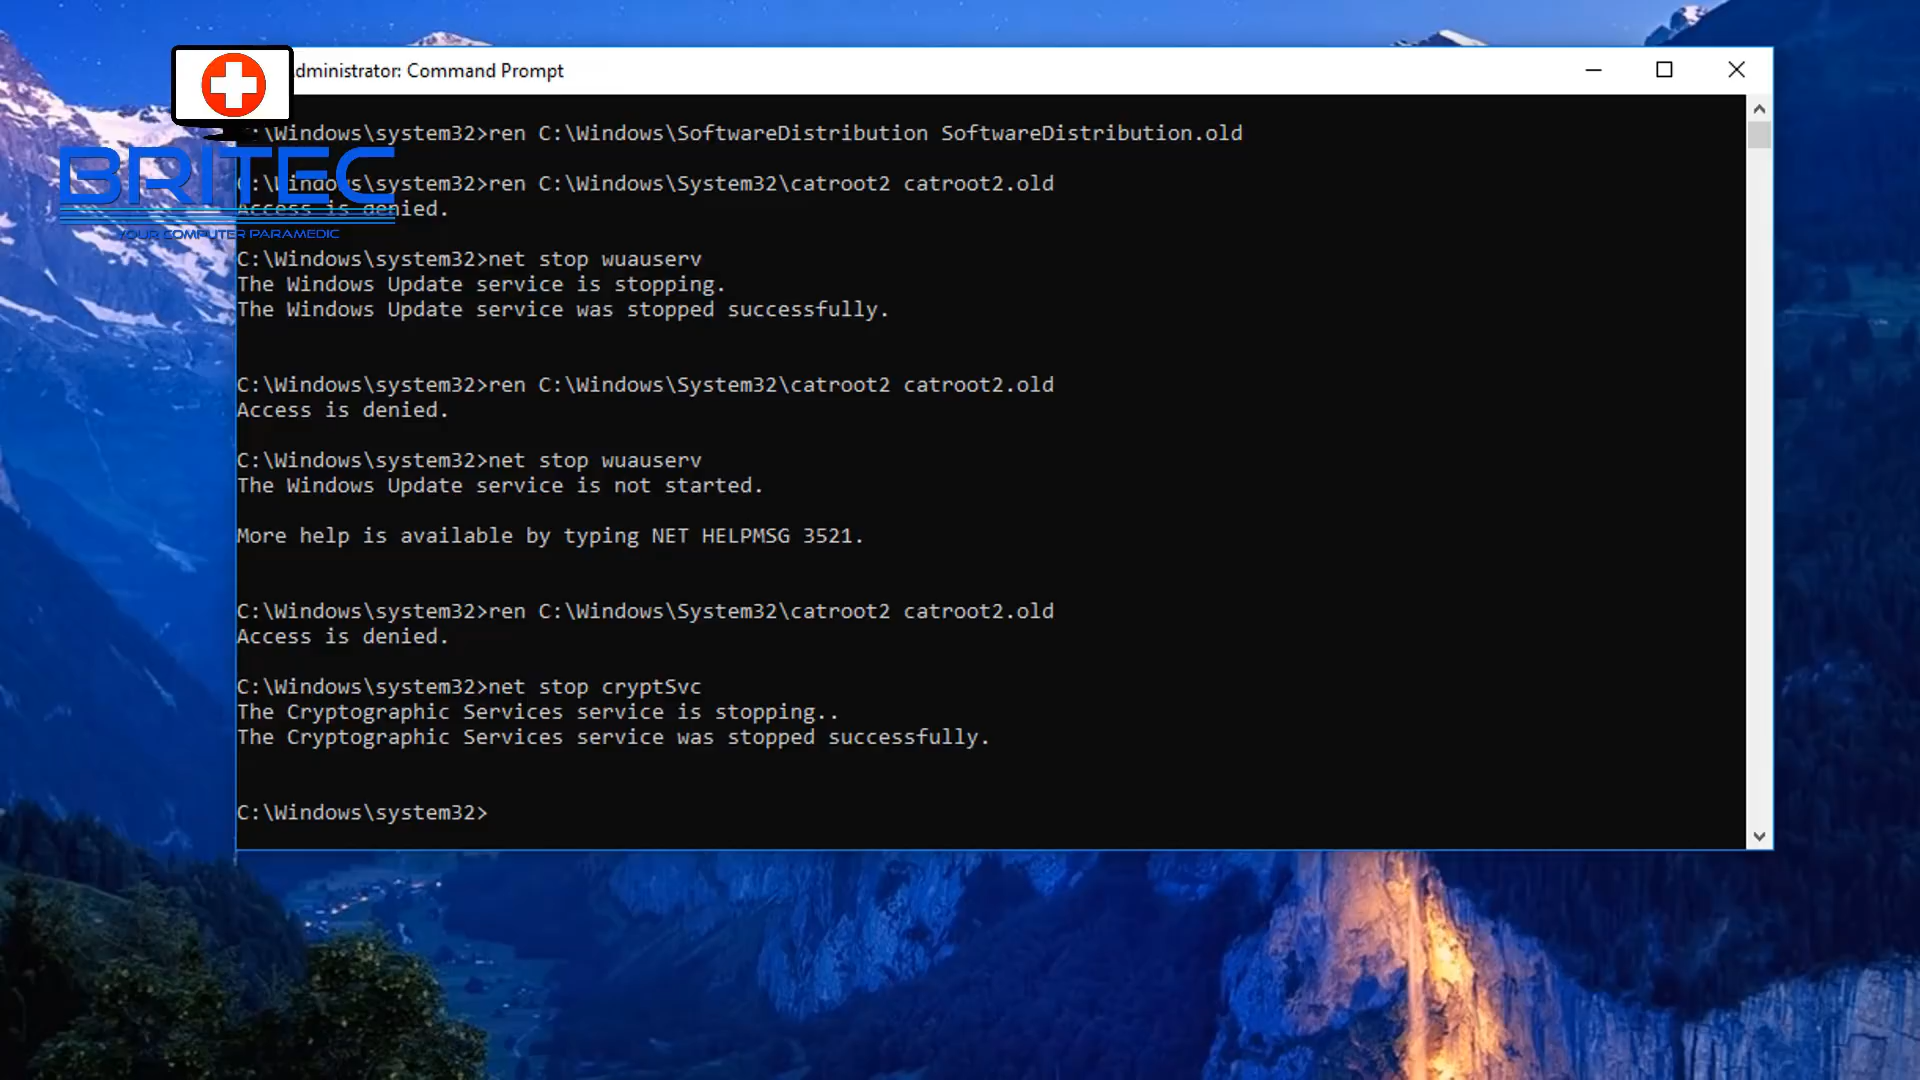 dministrator: Command Prompt
:\Windows\system32>ren C:\Windows\SoftwareDistribution SoftwareDistribution.old
BRITEC
:\Windows\system32>ren C:\Windows\System32\catroot2 catroot2.old
Access is denied.
YOUR COMPUTER PARAMEDIC
C:\Windows\system32>net stop wuauserv
The Windows Update service is stopping.
The Windows Update service was stopped successfully.
C:\Windows\system32>ren C:\Windows\System32\catroot2 catroot2.old
Access is denied.
C:\Windows\system32>net stop wuauserv
The Windows Update service is not started.
More help is available by typing NET HELPMSG 3521.
C:\Windows\system32>ren C:\Windows\System32\catroot2 catroot2.old
Access is denied.
C:\Windows\system32>net stop cryptSvc
The Cryptographic Services service is stopping..
The Cryptographic Services service was stopped successfully.
C:\Windows\system32>